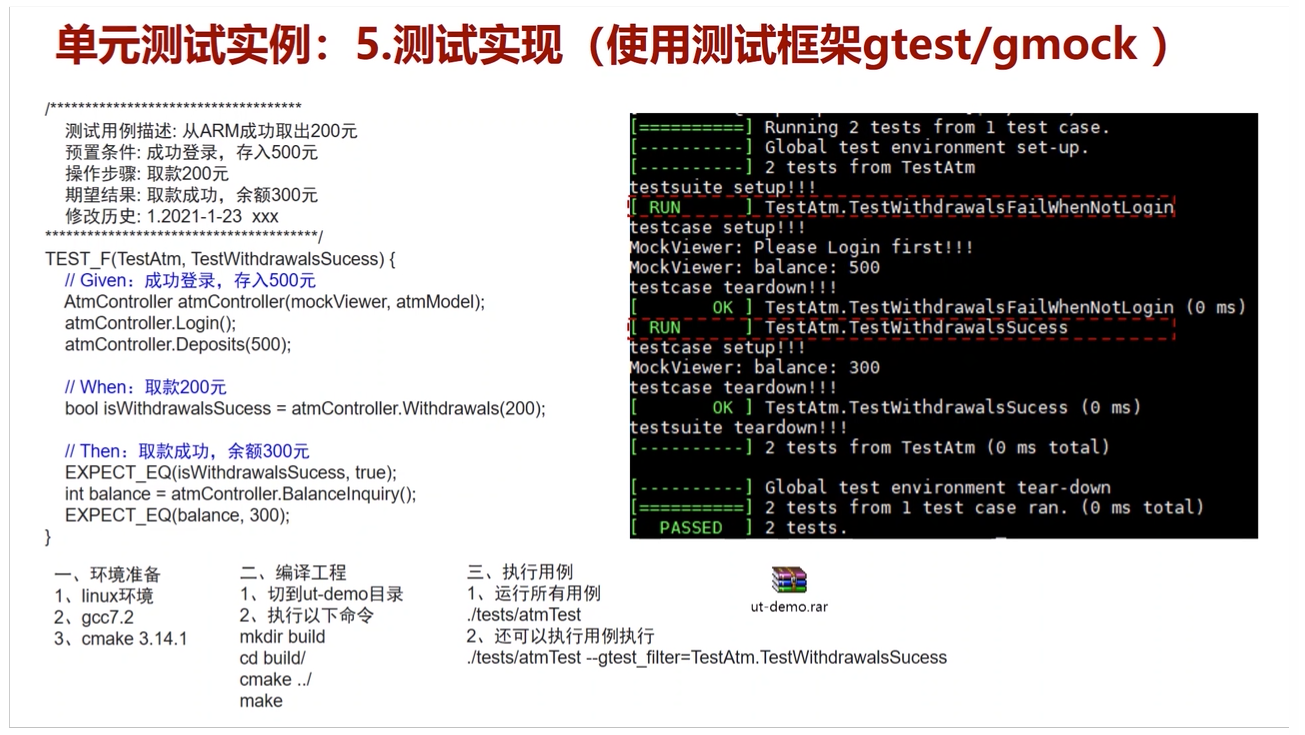 单元测试实例：5.测试实现（使用测试框架gtest/gmock ）
/************************************
测试用例描述: 从ARM成功取出200元
预置条件: 成功登录，存入500元
操作步骤: 取款200元
期望结果: 取款成功，余额300元
修改历史: 1.2021-1-23 xxx
***************************************/
TEST_F(TestAtm, TestWithdrawalsSucess) {
// Given：成功登录，存入500元
AtmController atmController(mockViewer, atmModel);
atmController.Login();
atmController.Deposits(500);
// When：取款200元
bool isWithdrawalsSucess = atmController.Withdrawals(200);
// Then：取款成功，余额300元
EXPECT_EQ(isWithdrawalsSucess, true);
int balance = atmController.BalanceInquiry();
EXPECT_EQ(balance, 300);
}
[==========] Running 2 tests from 1 test case.
[----------] Global test environment set-up.
[----------] 2 tests from TestAtm
testsuite setup!!!
[ RUN      ] TestAtm.TestWithdrawalsFailWhenNotLogin
testcase setup!!!
MockViewer: Please Login first!!!
MockViewer: balance: 500
testcase teardown!!!
[       OK ] TestAtm.TestWithdrawalsFailWhenNotLogin (0 ms)
[ RUN      ] TestAtm.TestWithdrawalsSucess
testcase setup!!!
MockViewer: balance: 300
testcase teardown!!!
[       OK ] TestAtm.TestWithdrawalsSucess (0 ms)
testsuite teardown!!!
[----------] 2 tests from TestAtm (0 ms total)
[----------] Global test environment tear-down
[==========] 2 tests from 1 test case ran. (0 ms total)
[  PASSED  ] 2 tests.
一、环境准备
1、linux环境
2、gcc7.2
3、cmake 3.14.1
二、编译工程
1、切到ut-demo目录
2、执行以下命令
mkdir build
cd build/
cmake ../
make
三、执行用例
1、运行所有用例
./tests/atmTest
2、还可以执行用例执行
./tests/atmTest --gtest_filter=TestAtm.TestWithdrawalsSucess
ut-demo.rar